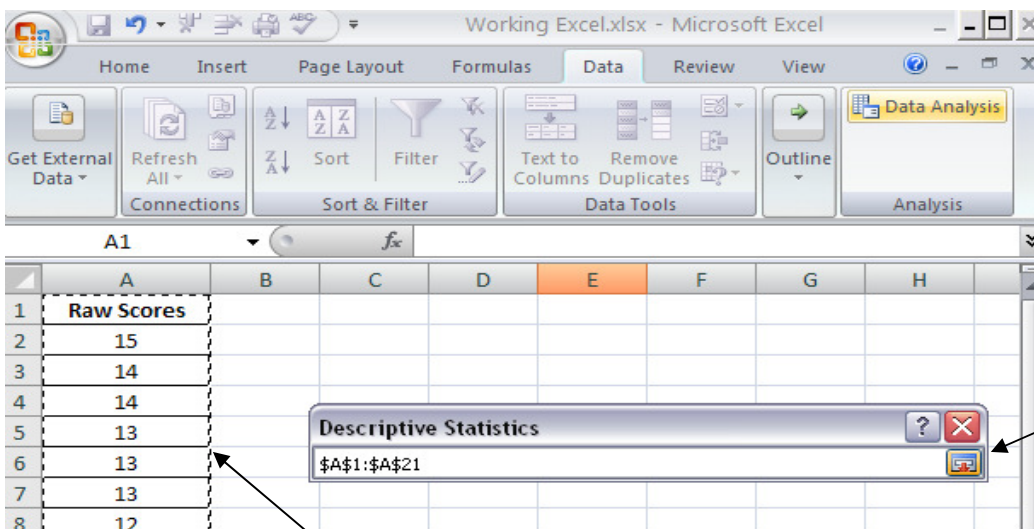 Working Excel.xlsx - Microsoft Excel
Home Insert Page Layout Formulas Data Review View
Get External Data
Refresh All
Connections
Sort
Filter
Sort & Filter
Text to Columns
Remove Duplicates
Data Tools
Outline
Data Analysis
Analysis
A1
fx
A B C D E F G H
1 Raw Scores
2 15
3 14
4 14
5 13
6 13
7 13
8 12
Descriptive Statistics
$A$1:$A$21